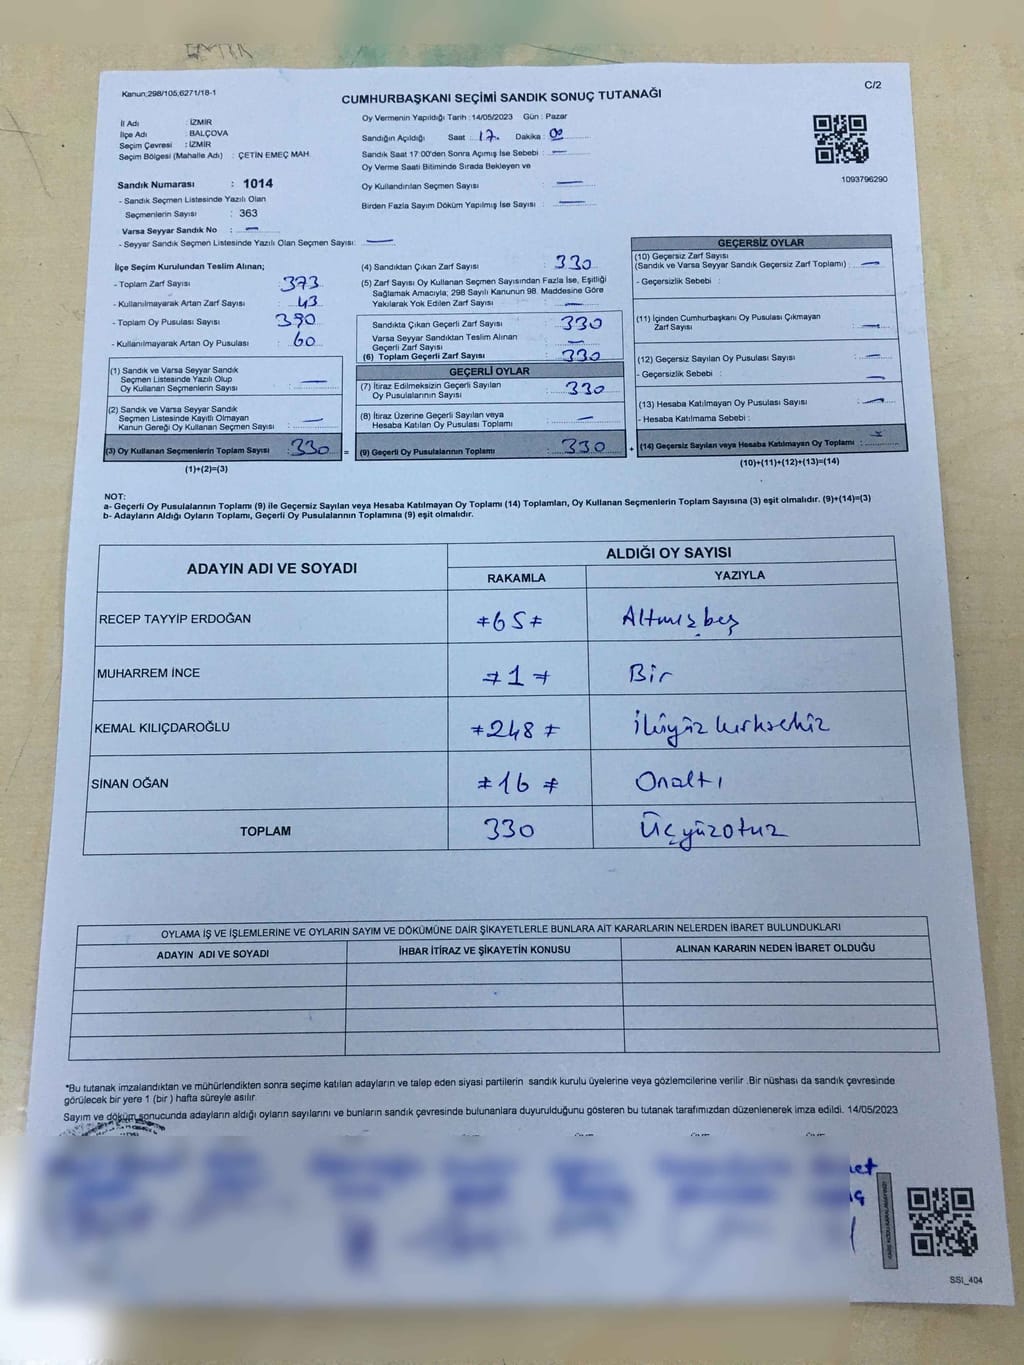 Kanun;298/105,6271/18-1
CUMHURBAŞKANI SEÇİMİ SANDIK SONUÇ TUTANAĞI
C/2
İl Adı : İZMİR
İlçe Adı : BALÇOVA
Seçim Çevresi : İZMİR
Seçim Bölgesi (Mahalle Adı) : ÇETİN EMEÇ MAH.
Sandık Numarası : 1014
- Sandık Seçmen Listesinde Yazılı Olan
Seçmenlerin Sayısı : 363
Varsa Seyyar Sandık No : —
- Seyyar Sandık Seçmen Listesinde Yazılı Olan Seçmen Sayısı: —
Oy Vermenin Yapıldığı Tarih :14/05/2023 Gün : Pazar
Sandığın Açıldığı Saat : 17. Dakika : 00
Sandık Saat 17 00'den Sonra Açımış İse Sebebi : —
Oy Verme Saati Bitiminde Sırada Bekleyen ve
Oy Kullandırılan Seçmen Sayısı —
Birden Fazla Sayım Döküm Yapılmış İse Sayısı : —
1093796290
İlçe Seçim Kurulundan Teslim Alınan;
- Toplam Zarf Sayısı : 373
- Kullanılmayarak Artan Zarf Sayısı : 43
- Toplam Oy Pusulası Sayısı : 390
- Kullanılmayarak Artan Oy Pusulası : 60
(1) Sandık ve Varsa Seyyar Sandık
Seçmen Listesinde Yazılı Olup
Oy Kullanan Seçmenlerin Sayısı : —
(2) Sandık ve Varsa Seyyar Sandık
Seçmen Listesinde Kayıtlı Olmayan
Kanun Gereği Oy Kullanan Seçmen Sayısı : —
(3) Oy Kullanan Seçmenlerin Toplam Sayısı : 330 =
(1)+(2)=(3)
(4) Sandıktan Çıkan Zarf Sayısı : 330
(5) Zarf Sayısı Oy Kullanan Seçmen Sayısından Fazla İse, Eşitliği
Sağlamak Amacıyla; 298 Sayılı Kanunun 98. Maddesine Göre
Yakılarak Yok Edilen Zarf Sayısı : —
Sandıkta Çıkan Geçerli Zarf Sayısı : 330
Varsa Seyyar Sandıktan Teslim Alınan
Geçerli Zarf Sayısı : —
(6) Toplam Geçerli Zarf Sayısı : 330
GEÇERLİ OYLAR
(7) İtiraz Edilmeksizin Geçerli Sayılan
Oy Pusulalarının Sayısı : 330
(8) İtiraz Üzerine Geçerli Sayılan veya
Hesaba Katılan Oy Pusulası Toplamı : —
(9) Geçerli Oy Pusulalarının Toplamı : 330 +
GEÇERSİZ OYLAR
(10) Geçersiz Zarf Sayısı
(Sandık ve Varsa Seyyar Sandık Geçersiz Zarf Toplamı) : —
- Geçersizlik Sebebi :
(11) İçinden Cumhurbaşkanı Oy Pusulası Çıkmayan
Zarf Sayısı : —
(12) Geçersiz Sayılan Oy Pusulası Sayısı : —
- Geçersizlik Sebebi : —
(13) Hesaba Katılmayan Oy Pusulası Sayısı : —
- Hesaba Katılmama Sebebi :
(14) Geçersiz Sayılan veya Hesaba Katılmayan Oy Toplamı :
(10)+(11)+(12)+(13)=(14)
NOT:
a- Geçerli Oy Pusulalarının Toplamı (9) ile Geçersiz Sayılan veya Hesaba Katılmayan Oy Toplamı (14) Toplamları, Oy Kullanan Seçmenlerin Toplam Sayısına (3) eşit olmalıdır. (9)+(14)=(3)
b- Adayların Aldığı Oyların Toplamı, Geçerli Oy Pusulalarının Toplamına (9) eşit olmalıdır.
ADAYIN ADI VE SOYADI ALDIĞI OY SAYISI
RAKAMLA YAZIYLA
RECEP TAYYİP ERDOĞAN ≠65≠ Altmışbeş
MUHARREM İNCE ≠1≠ Bir
KEMAL KILIÇDAROĞLU ≠248≠ İkiyüz kırksekiz
SİNAN OĞAN ≠16≠ Onaltı
TOPLAM 330 Üçyüzotuz
OYLAMA İŞ VE İŞLEMLERİNE VE OYLARIN SAYIM VE DÖKÜMÜNE DAİR ŞİKAYETLERLE BUNLARA AİT KARARLARIN NELERDEN İBARET BULUNDUKLARI
ADAYIN ADI VE SOYADI İHBAR İTİRAZ VE ŞİKAYETİN KONUSU ALINAN KARARIN NEDEN İBARET OLDUĞU
*Bu tutanak imzalandıktan ve mühürlendikten sonra seçime katılan adayların ve talep eden siyasi partilerin sandık kurulu üyelerine veya gözlemcilerine verilir .Bir nüshası da sandık çevresinde
görülecek bir yere 1 (bir) hafta süreyle asılır.
Sayım ve döküm sonucunda adayların aldığı oyların sayılarını ve bunların sandık çevresinde bulunanlara duyurulduğunu gösteren bu tutanak tarafımızdan düzenlenerek imza edildi. 14/05/2023
SSI_404